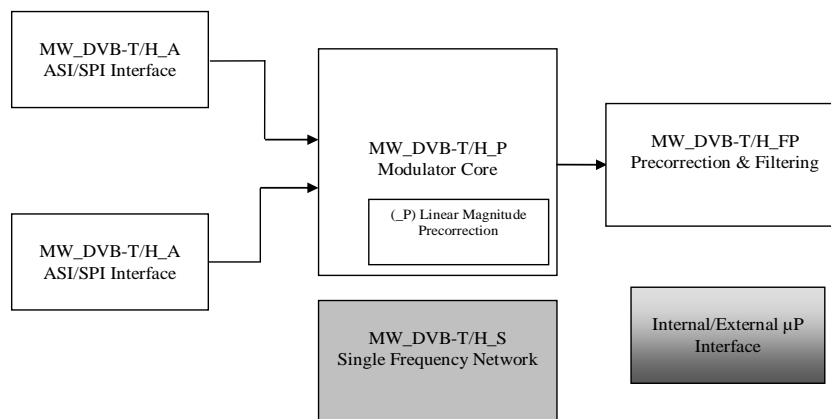 MW_DVB-T/H_A
ASI/SPI Interface
MW_DVB-T/H_P
Modulator Core
(_P) Linear Magnitude
Precorrection
MW_DVB-T/H_FP
Precorrection & Filtering
MW_DVB-T/H_A
ASI/SPI Interface
MW_DVB-T/H_S
Single Frequency Network
Internal/External µP
Interface